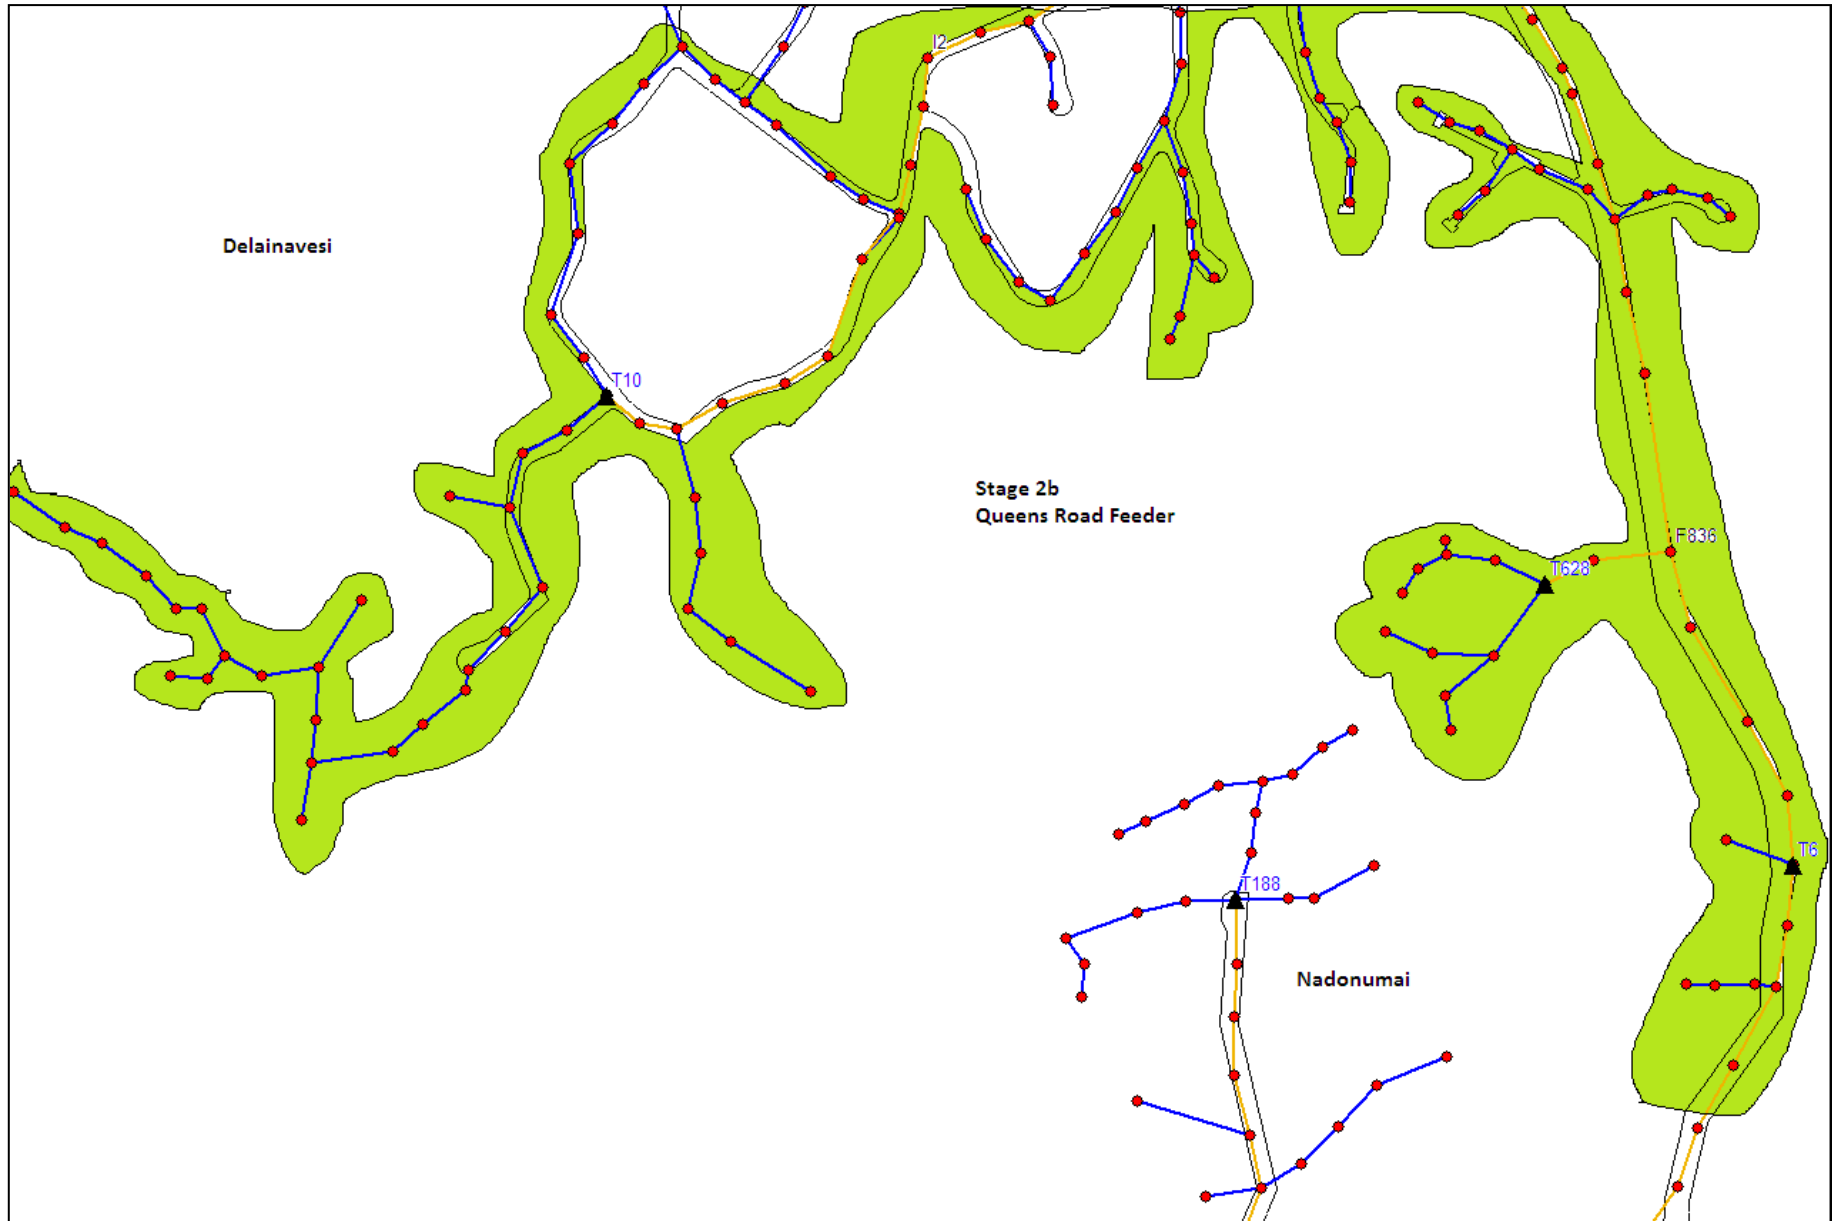 I2
Delainavesi
T10
Stage 2b
Queens Road Feeder
F836
T628
T6
T188
Nadonumai